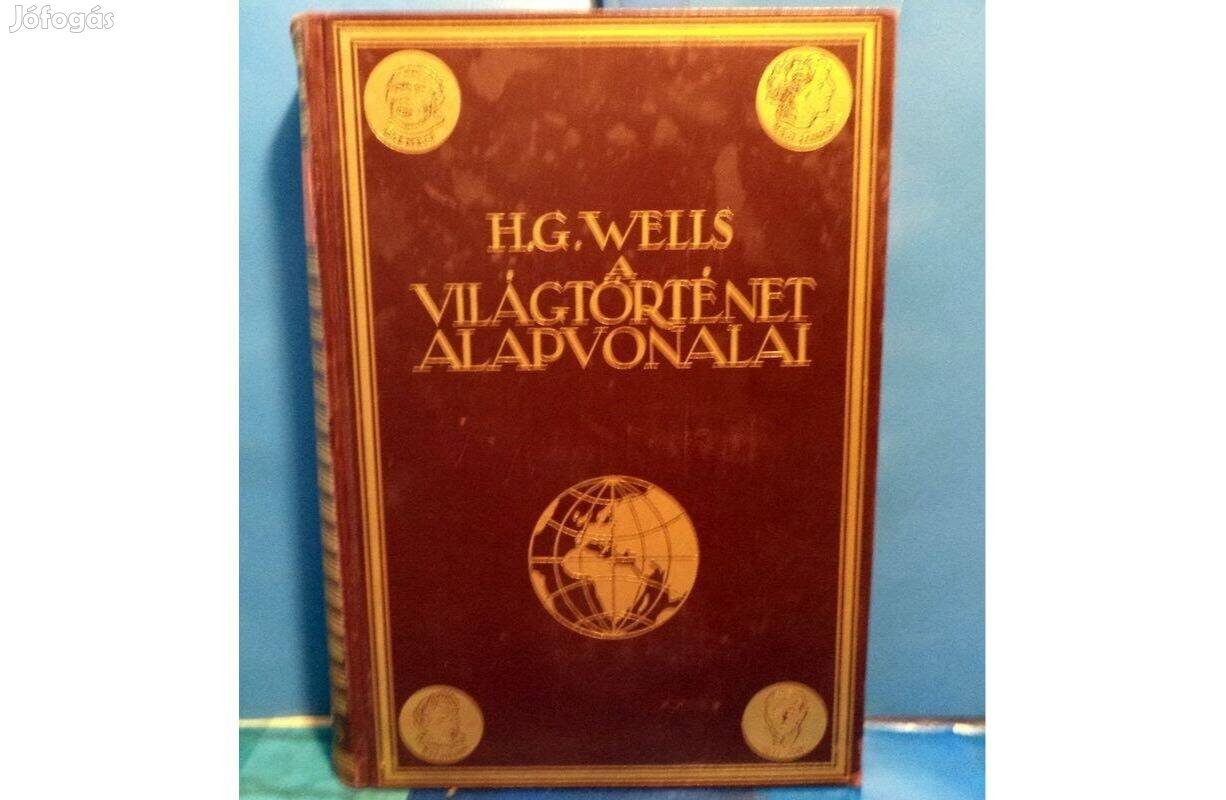 Jófogás
H.G. WELLS
A
VILÁGTÖRTÉNET
ALAPVONALAI